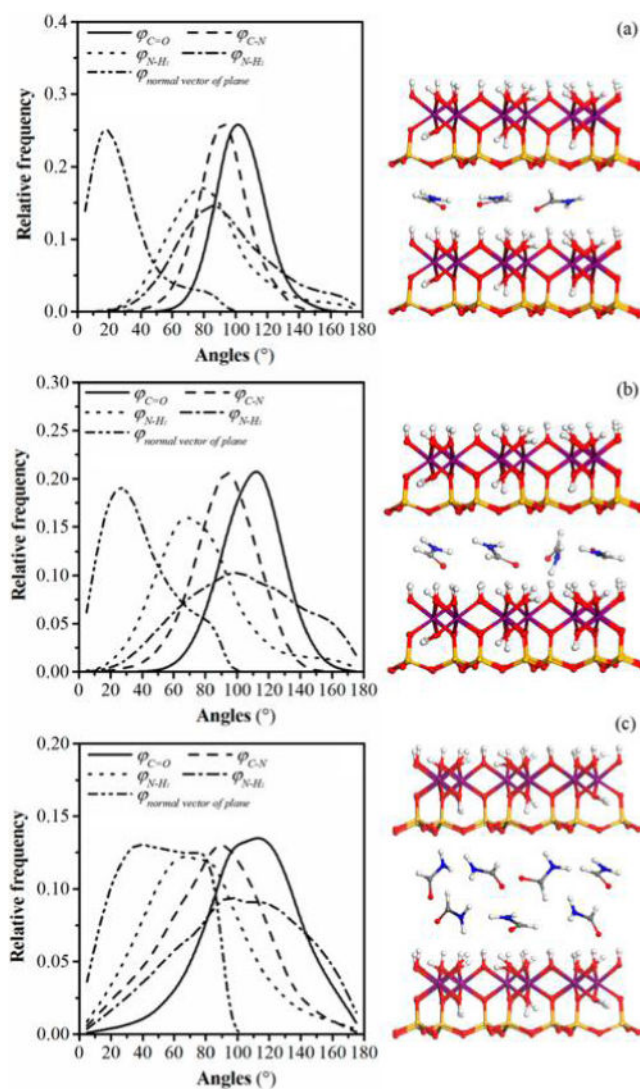 (a)
0.4
0.3
0.2
0.1
0.0
Relative frequency
φC=O φC-N
φN-H1 φN-H2
φnormal vector of plane
0 20 40 60 80 100 120 140 160 180
Angles (°)
(b)
0.30
0.25
0.20
0.15
0.10
0.05
0.00
Relative frequency
φC=O φC-N
φN-H1 φN-H2
φnormal vector of plane
0 20 40 60 80 100 120 140 160 180
Angles (°)
(c)
0.20
0.15
0.10
0.05
0.00
Relative frequency
φC=O φC-N
φN-H1 φN-H2
φnormal vector of plane
0 20 40 60 80 100 120 140 160 180
Angles (°)